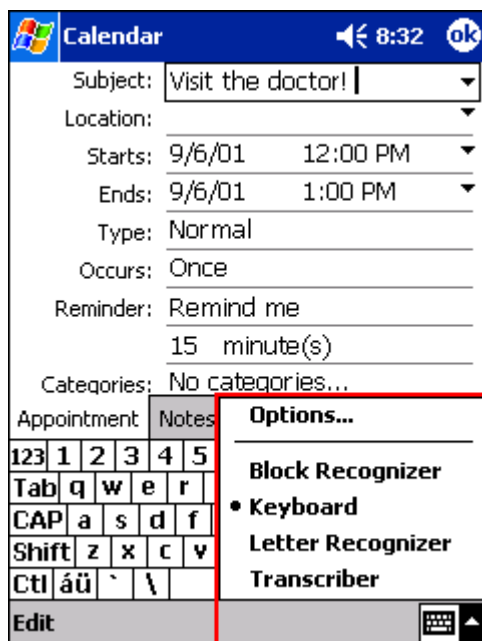 Calendar 8:32 ok
Subject: Visit the doctor!
Location:
Starts: 9/6/01 12:00 PM
Ends: 9/6/01 1:00 PM
Type: Normal
Occurs: Once
Reminder: Remind me
15 minute(s)
Categories: No categories...
Appointment Notes
Options...
Block Recognizer
Keyboard
Letter Recognizer
Transcriber
123 1 2 3 4 5
Tab q w e r
CAP a s d f
Shift z x c v
Ctl áü ` \
Edit